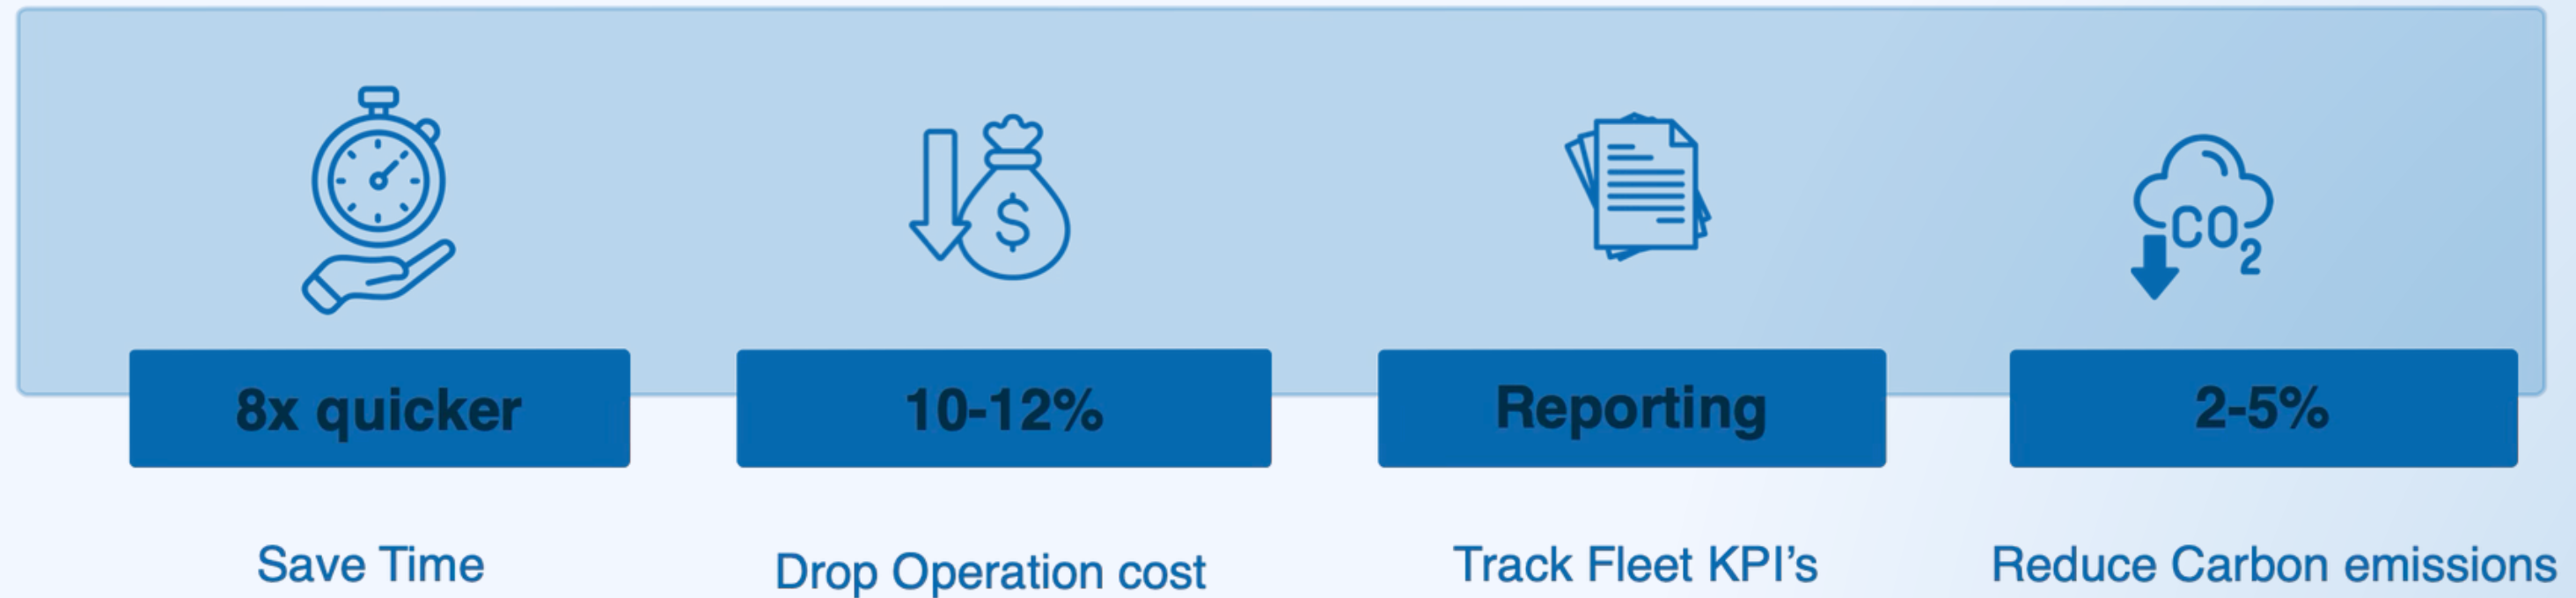 $
CO2
8x quicker
10-12%
Reporting
2-5%
Save Time
Drop Operation cost
Track Fleet KPI’s
Reduce Carbon emissions